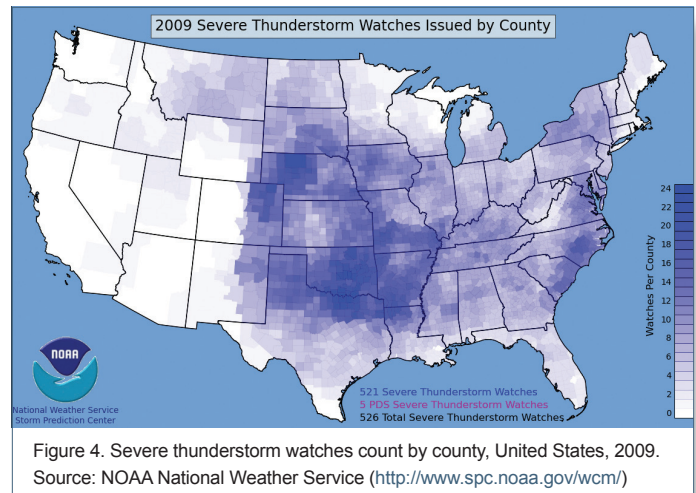 2009 Severe Thunderstorm Watches Issued by County
24
22
20
18
16
14
12
10
8
6
4
2
0
Watches Per County
NOAA
National Weather Service
Storm Prediction Center
521 Severe Thunderstorm Watches
5 PDS Severe Thunderstorm Watches
526 Total Severe Thunderstorm Watches
Figure 4. Severe thunderstorm watches count by county, United States, 2009.
Source: NOAA National Weather Service (http://www.spc.noaa.gov/wcm/)